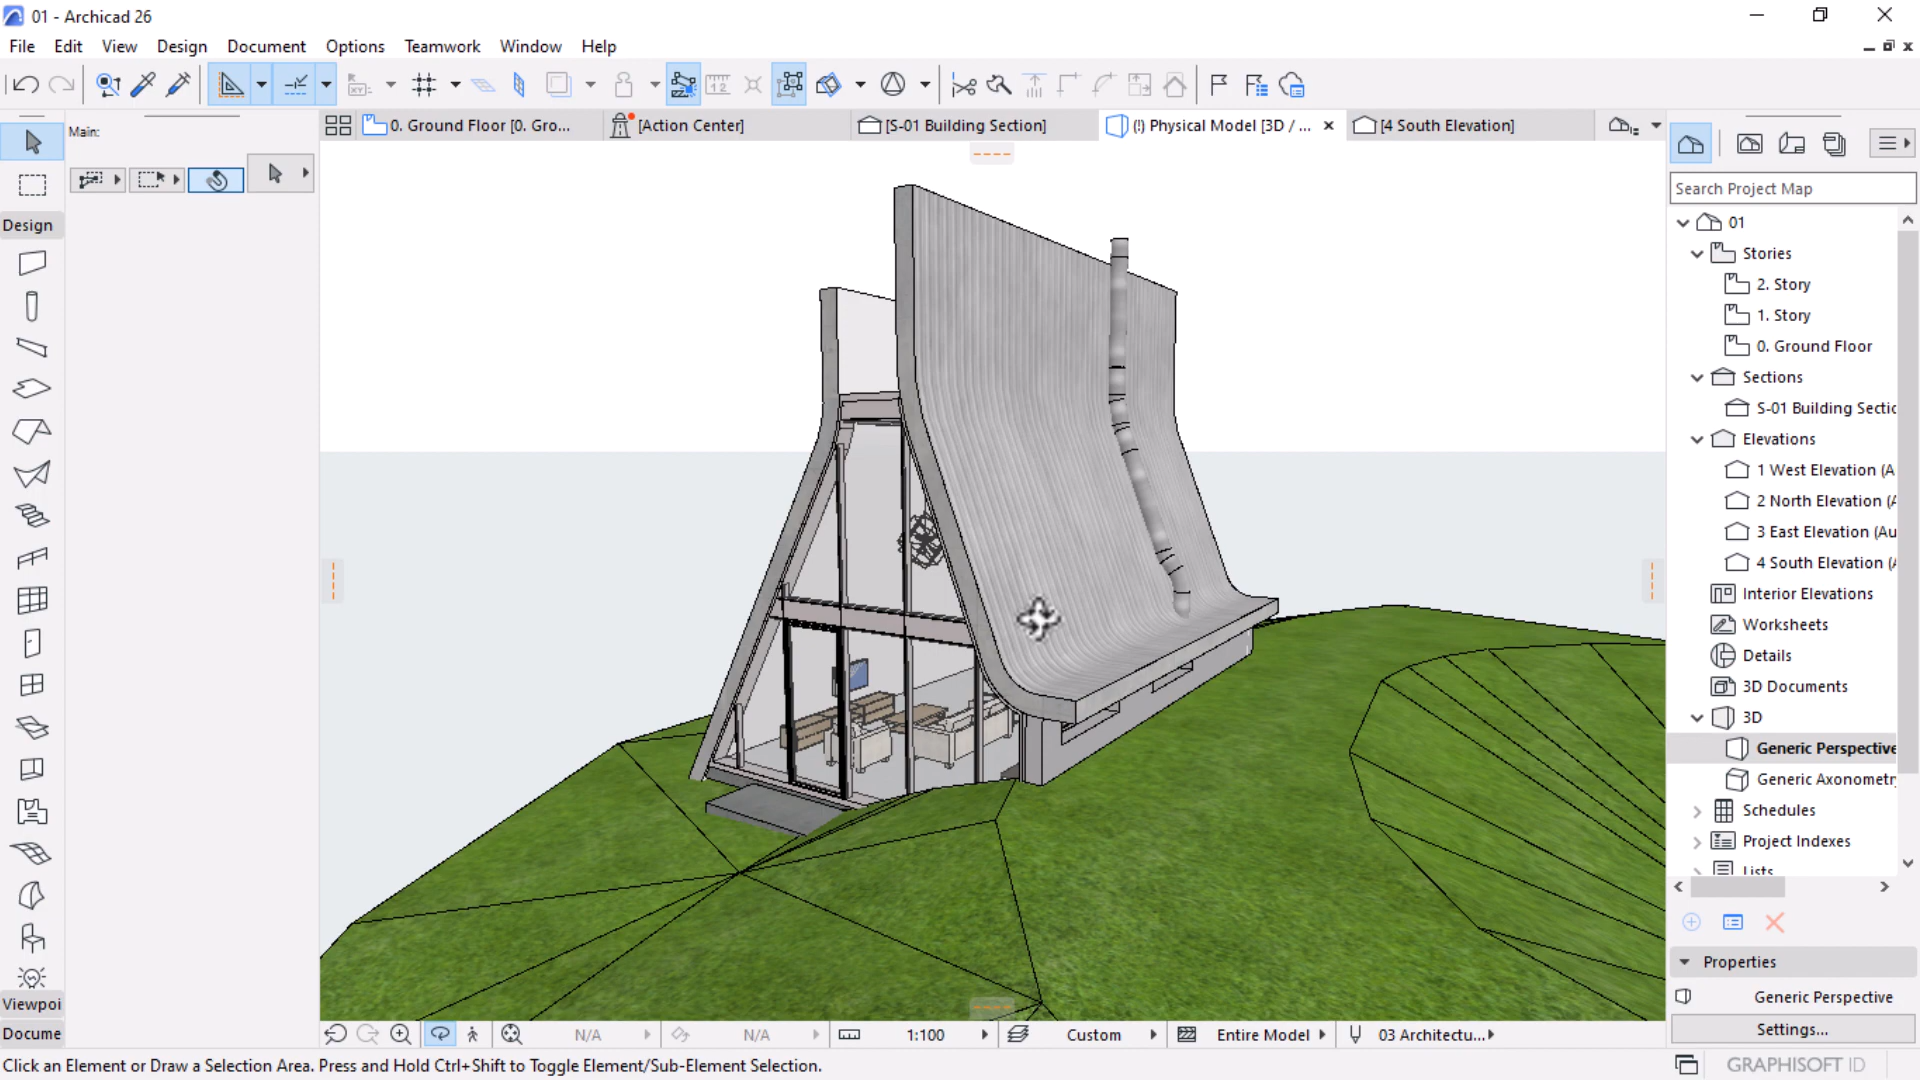 01 - Archicad 26
File Edit View Design Document Options Teamwork Window Help
0. Ground Floor [0. Gro...
[Action Center]
[S-01 Building Section]
(!) Physical Model [3D / ...
[4 South Elevation]
Main:
Design
Viewpoi
Docume
Search Project Map
01
Stories
2. Story
1. Story
0. Ground Floor
Sections
S-01 Building Sectic
Elevations
1 West Elevation (A
2 North Elevation (A
3 East Elevation (Au
4 South Elevation (A
Interior Elevations
Worksheets
Details
3D Documents
3D
Generic Perspective
Generic Axonometr
Schedules
Project Indexes
Lists
Properties
Generic Perspective
Settings...
N/A
N/A
1:100
Custom
Entire Model
03 Architectu...
Click an Element or Draw a Selection Area. Press and Hold Ctrl+Shift to Toggle Element/Sub-Element Selection.
GRAPHISOFT ID